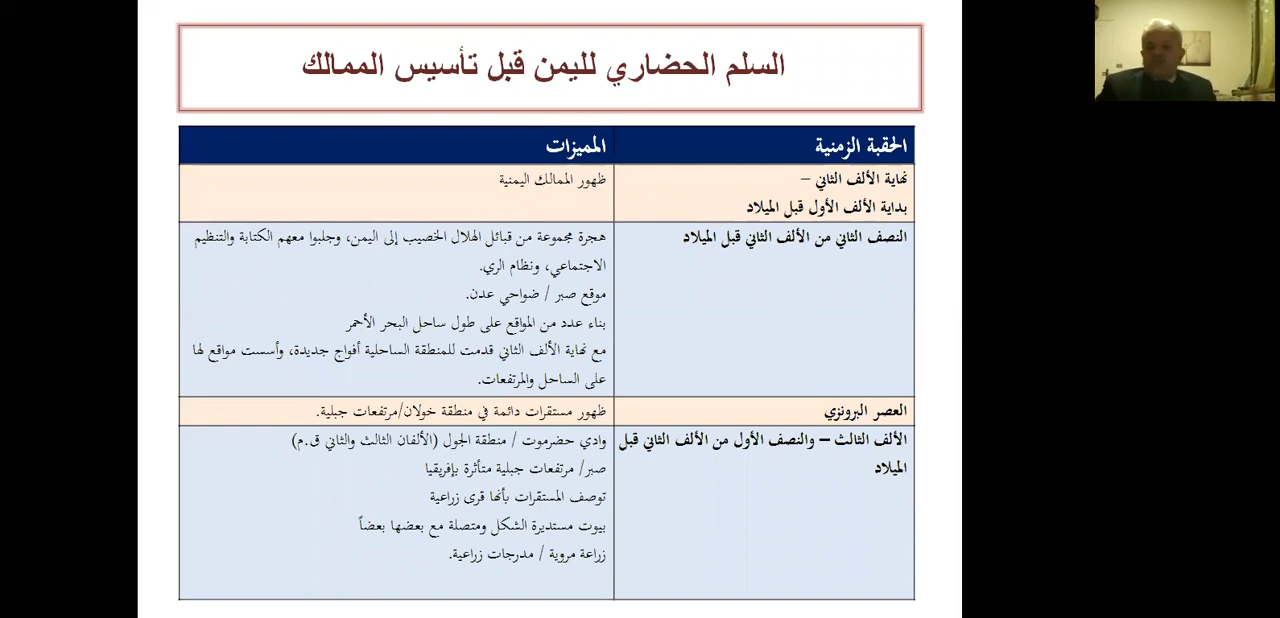 السلم الحضاري لليمن قبل تأسيس الممالك
الحقبة الزمنية
المميزات
نهاية الألف الثاني –
بداية الألف الأول قبل الميلاد
ظهور الممالك اليمنية
النصف الثاني من الألف الثاني قبل الميلاد
هجرة مجموعة من قبائل الهلال الخصيب إلى اليمن، وجلبوا معهم الكتابة والتنظيم
الاجتماعي، ونظام الري.
موقع صبر / ضواحي عدن.
بناء عدد من المواقع على طول ساحل البحر الأحمر
مع نهاية الألف الثاني قدمت للمنطقة الساحلية أفواج جديدة، وأسست مواقع لها
على الساحل والمرتفعات.
العصر البرونزي
ظهور مستقرات دائمة في منطقة خولان/مرتفعات جبلية.
الألف الثالث – والنصف الأول من الألف الثاني قبل
الميلاد
وادي حضرموت / منطقة الجول (الألفان الثالث والثاني ق.م)
صبر/ مرتفعات جبلية متأثرة بإفريقيا
توصف المستقرات بأنها قرى زراعية
بيوت مستديرة الشكل ومتصلة مع بعضها بعضاً
زراعة مروية / مدرجات زراعية.